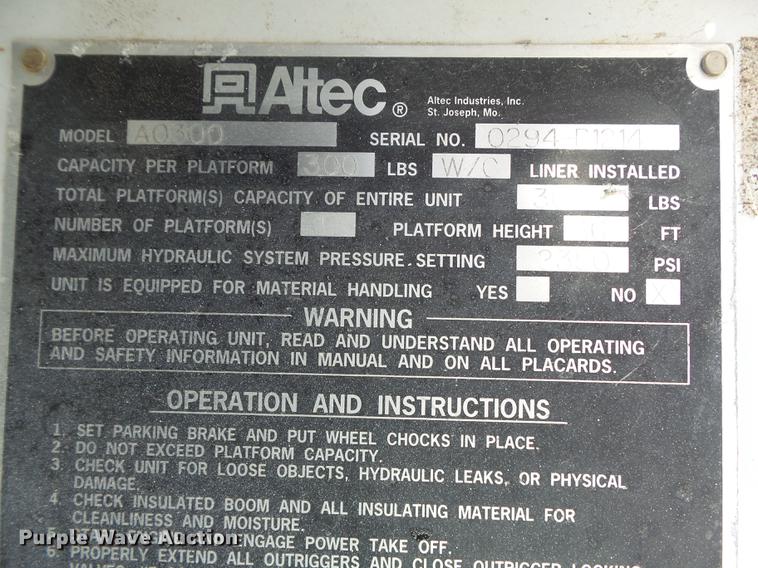 Altec ®
Altec Industries, Inc.
St. Joseph, Mo.
MODEL AO300 SERIAL NO. 0294-D1214
CAPACITY PER PLATFORM 300 LBS W/O LINER INSTALLED
TOTAL PLATFORM(S) CAPACITY OF ENTIRE UNIT LBS
NUMBER OF PLATFORM(S) PLATFORM HEIGHT FT
MAXIMUM HYDRAULIC SYSTEM PRESSURE SETTING PSI
UNIT IS EQUIPPED FOR MATERIAL HANDLING YES NO X
WARNING
BEFORE OPERATING UNIT, READ AND UNDERSTAND ALL OPERATING
AND SAFETY INFORMATION IN MANUAL AND ON ALL PLACARDS.
OPERATION AND INSTRUCTIONS
1. SET PARKING BRAKE AND PUT WHEEL CHOCKS IN PLACE.
2. DO NOT EXCEED PLATFORM CAPACITY.
3. CHECK UNIT FOR LOOSE OBJECTS, HYDRAULIC LEAKS, OR PHYSICAL
DAMAGE.
4. CHECK INSULATED BOOM AND ALL INSULATING MATERIAL FOR
CLEANLINESS AND MOISTURE.
5. ENGAGE POWER TAKE OFF.
6. PROPERLY EXTEND ALL OUTRIGGERS AND CLOSE OUTRIGGER LOCKING
Purple Wave Auction